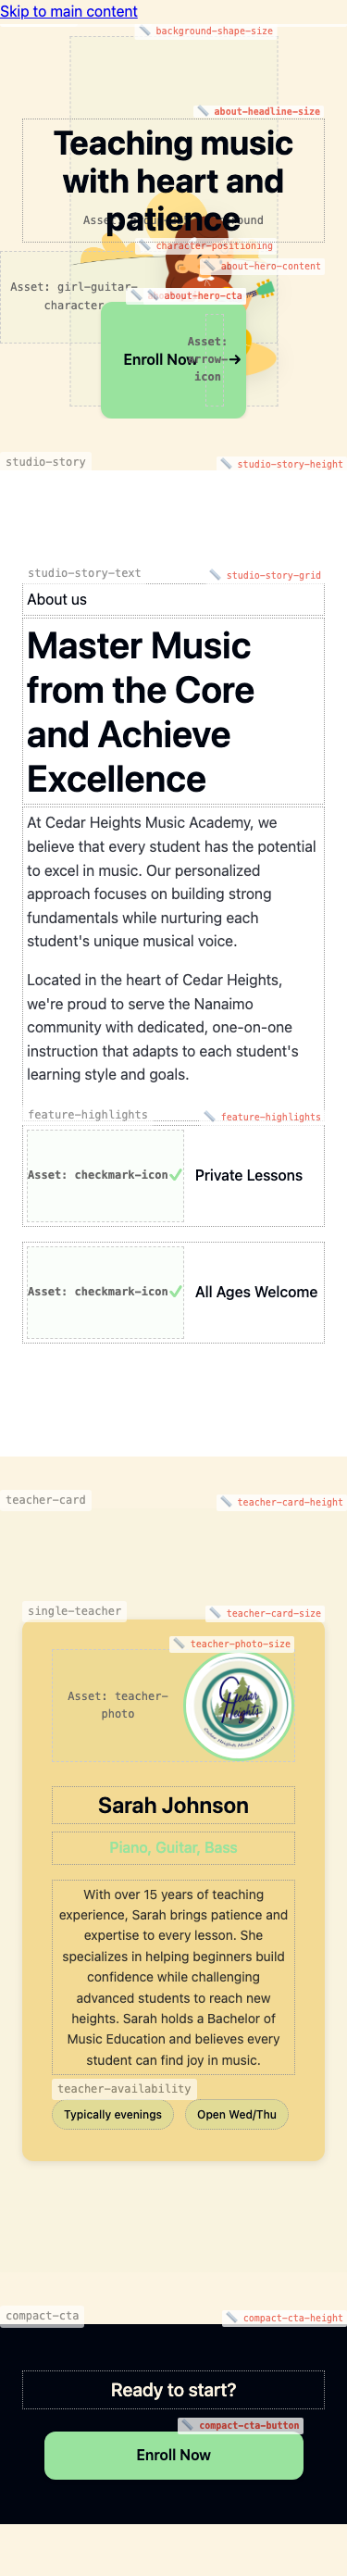 Skip to main content
background-shape-size
about-headline-size
Teaching music
with heart and
patience
character-positioning
about-hero-content
Asset: girl-guitar-
character
about-hero-cta
Enroll Now
Asset:
arrow-
icon
studio-story
studio-story-height
studio-story-text
studio-story-grid
About us
Master Music
from the Core
and Achieve
Excellence
At Cedar Heights Music Academy, we
believe that every student has the potential
to excel in music. Our personalized
approach focuses on building strong
fundamentals while nurturing each
student's unique musical voice.
Located in the heart of Cedar Heights,
we're proud to serve the Nanaimo
community with dedicated, one-on-one
instruction that adapts to each student's
learning style and goals.
feature-highlights
feature-highlights
Asset: checkmark-icon
Private Lessons
Asset: checkmark-icon
All Ages Welcome
teacher-card
teacher-card-height
single-teacher
teacher-card-size
teacher-photo-size
Asset: teacher-
photo
Cedar
Heights
Cedar Heights Music Academy
Sarah Johnson
Piano, Guitar, Bass
With over 15 years of teaching
experience, Sarah brings patience and
expertise to every lesson. She
specializes in helping beginners build
confidence while challenging
advanced students to reach new
heights. Sarah holds a Bachelor of
Music Education and believes every
student can find joy in music.
teacher-availability
Typically evenings
Open Wed/Thu
compact-cta
compact-cta-height
Ready to start?
compact-cta-button
Enroll Now